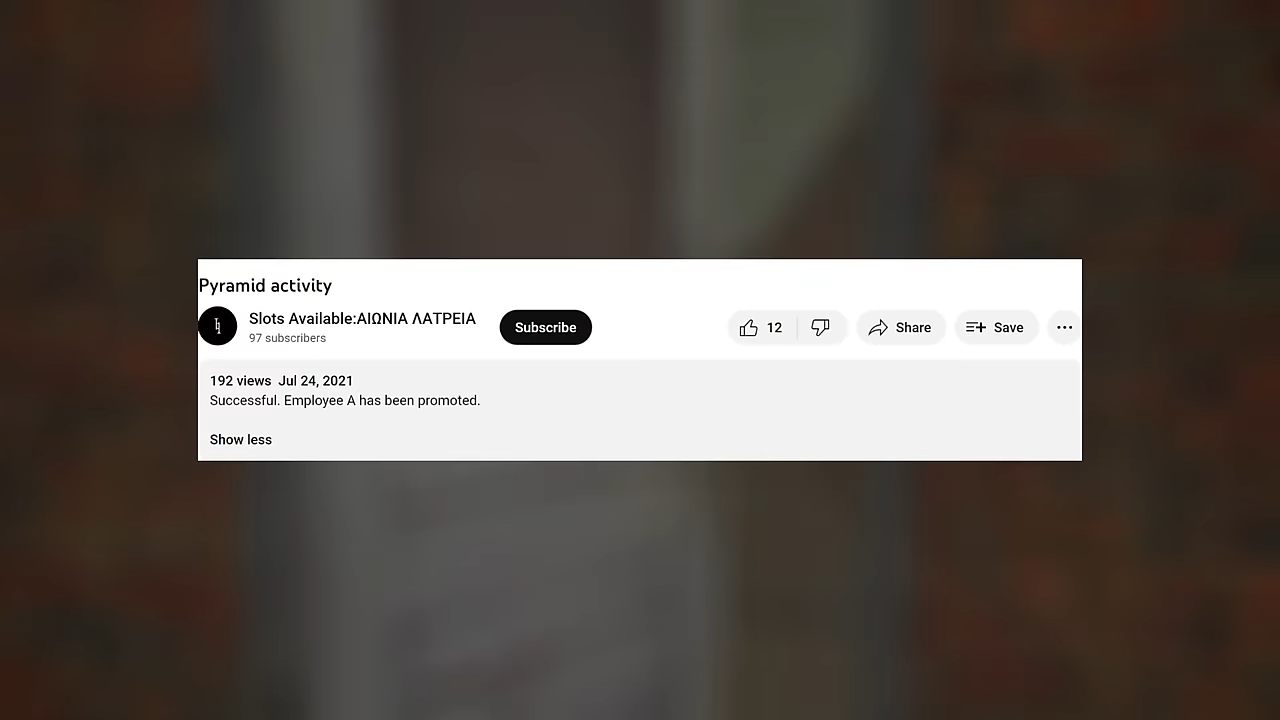 Pyramid activity
Slots Available:ΑΙΩΝΙΑ ΛΑΤΡΕΙΑ
97 subscribers
Subscribe
12
Share
Save
192 views Jul 24, 2021
Successful. Employee A has been promoted.
Show less